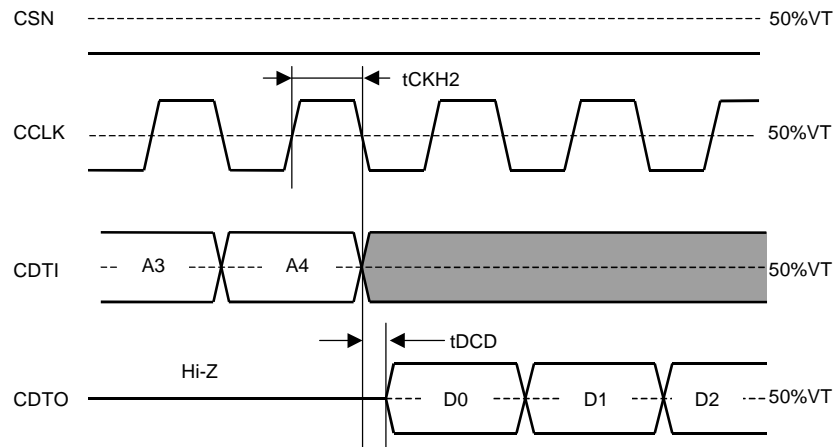 CSN 50%VT
tCKH2
CCLK 50%VT
CDTI A3 A4 50%VT
tDCD
Hi-Z
CDTO D0 D1 D2 50%VT